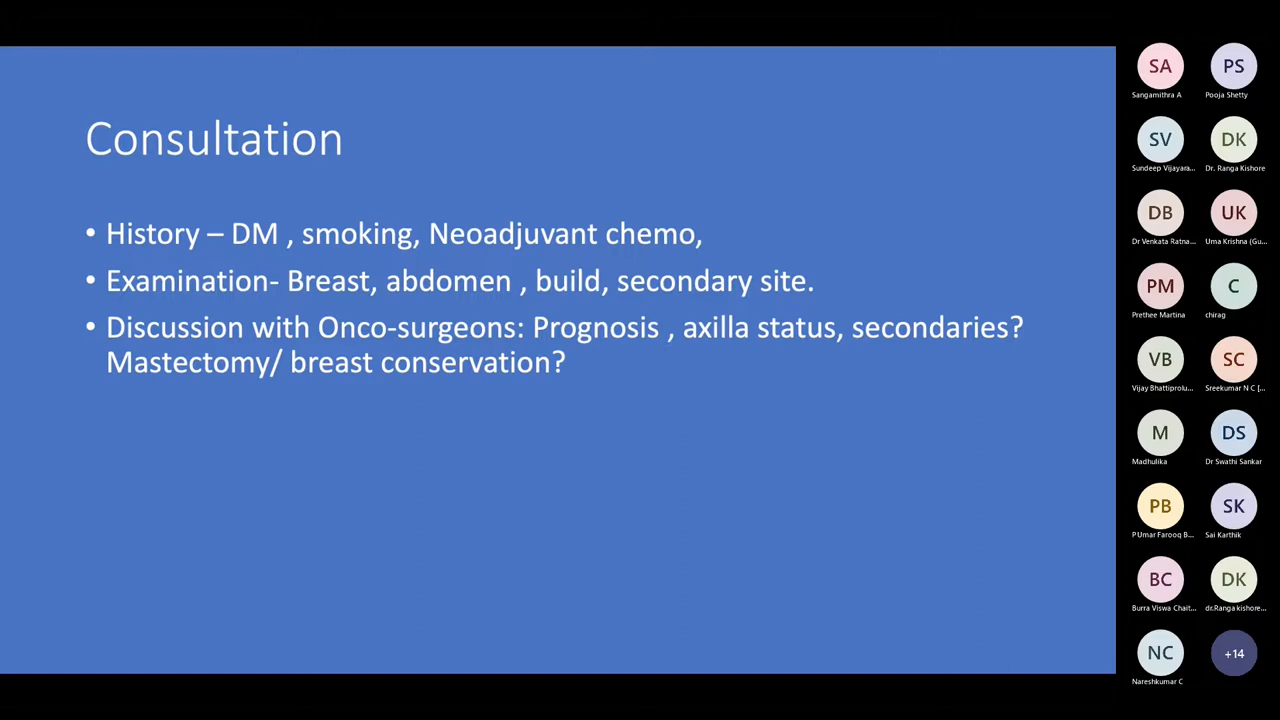 Consultation
• History – DM , smoking, Neoadjuvant chemo,
• Examination- Breast, abdomen , build, secondary site.
• Discussion with Onco-surgeons: Prognosis , axilla status, secondaries?
Mastectomy/ breast conservation?
SA PS
Sangamithra A Pooja Shetty
SV DK
Sundeep Vijayara... Dr. Ranga Kishore
DB UK
Dr Venkata Ratna... Uma Krishna (Gu...
PM C
Prethee Martina chirag
VB SC
Vijay Bhattiprolu... Sreekumar N C [...
M DS
Madhulika Dr Swathi Sankar
PB SK
P Umar Farooq B... Sai Karthik
BC DK
Burra Viswa Chait... dr.Ranga kishore...
NC +14
Nareshkumar C